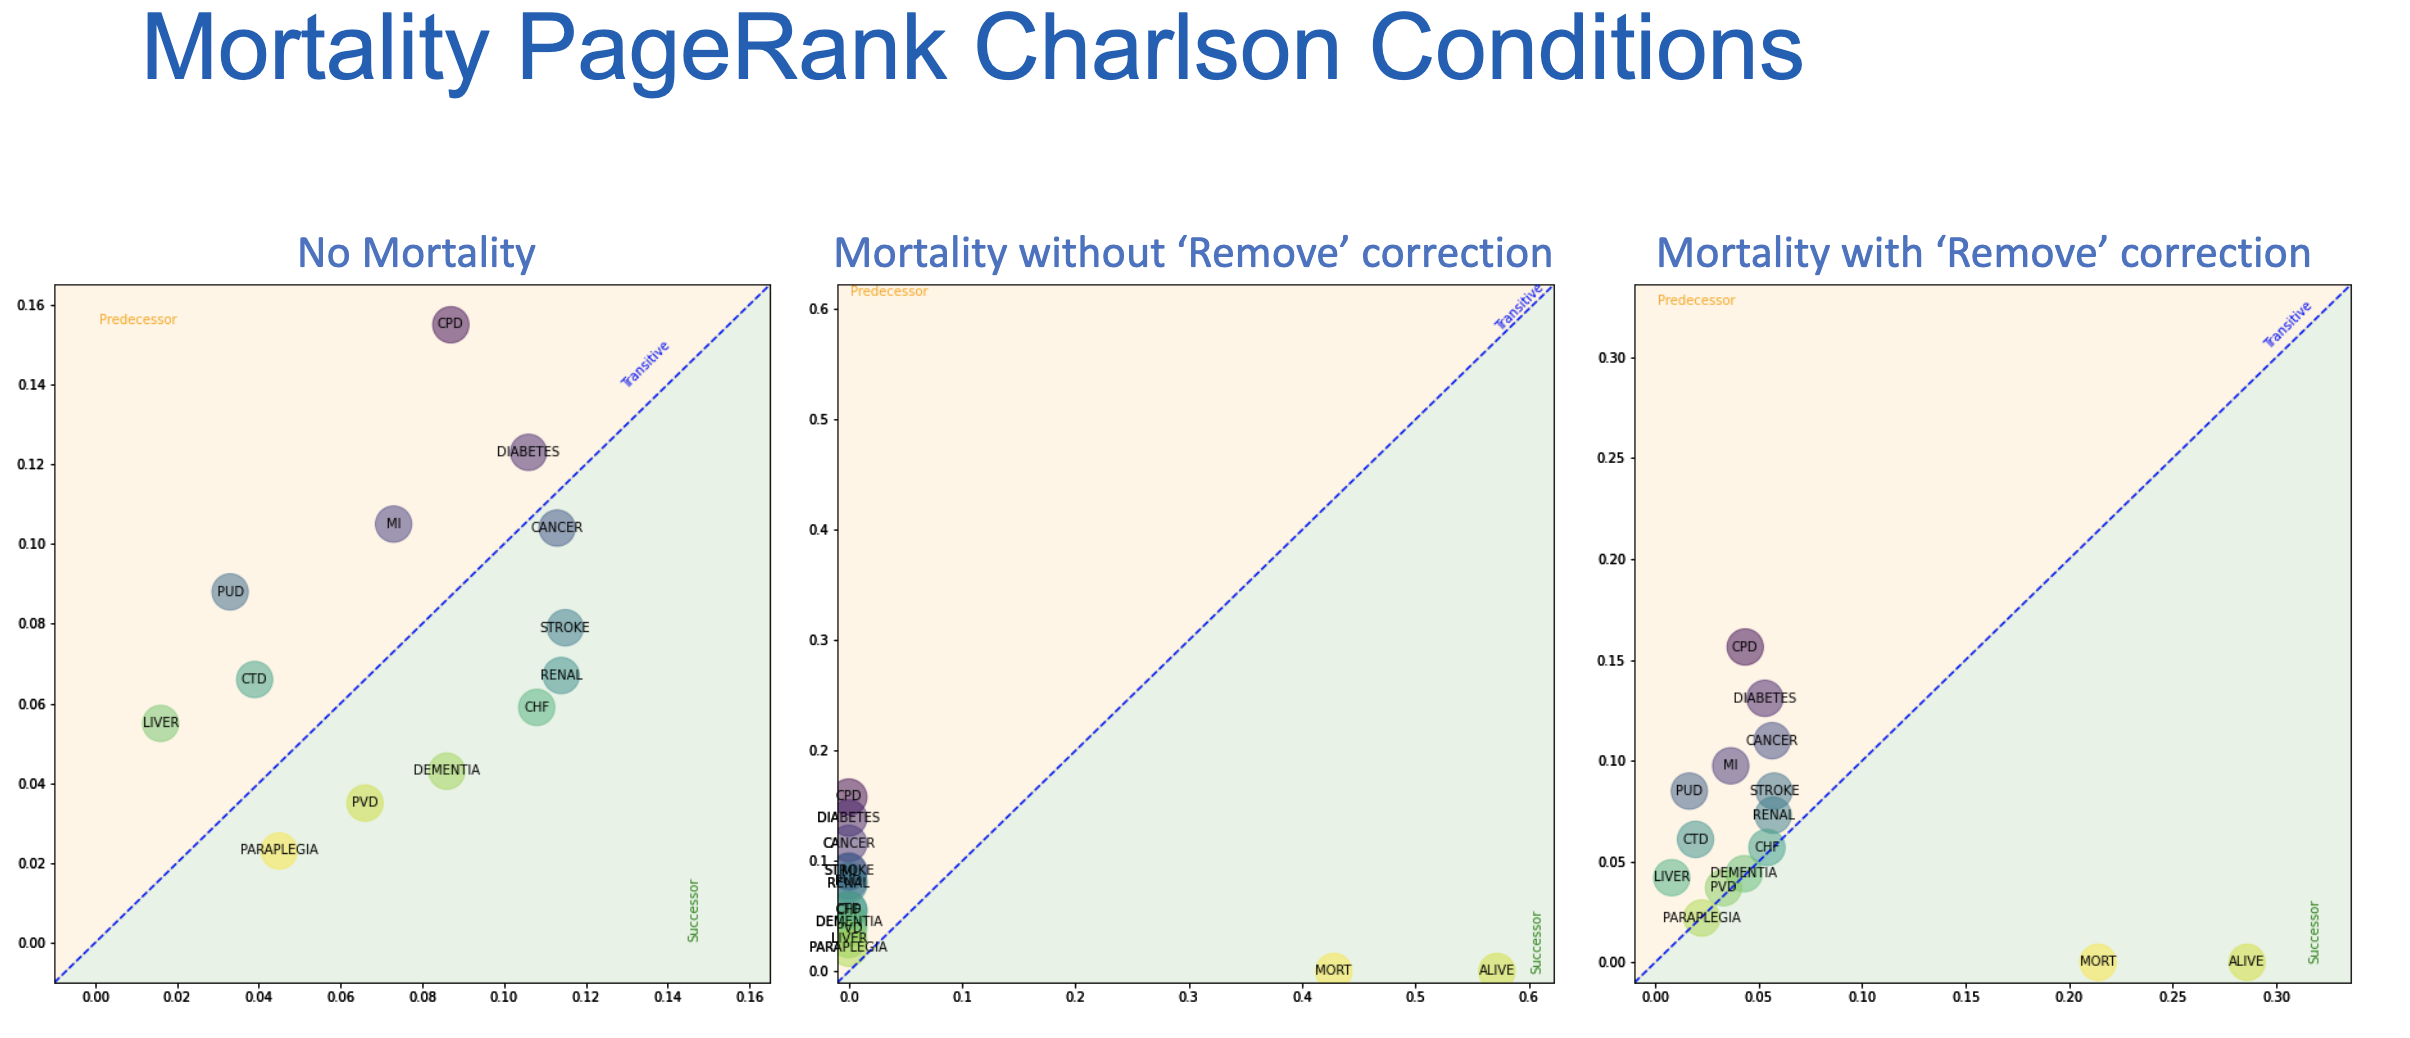 Mortality PageRank Charlson Conditions
No Mortality
Predecessor
Transitive
Successor
0.16
0.14
0.12
0.10
0.08
0.06
0.04
0.02
0.00
CPD
DIABETES
MI
CANCER
PUD
STROKE
CTD
RENAL
LIVER
CHF
DEMENTIA
PVD
PARAPLEGIA
0.00 0.02 0.04 0.06 0.08 0.10 0.12 0.14 0.16
Mortality without ‘Remove’ correction
Predecessor
Transitive
Successor
0.6
0.5
0.4
0.3
0.2
0.1
0.0
CPD
DIABETES
CANCER
STROKE
RENAL
DEMENTIA
PVD
LIVER
PARAPLEGIA
MORT
ALIVE
0.0 0.1 0.2 0.3 0.4 0.5 0.6
Mortality with ‘Remove’ correction
Predecessor
Transitive
Successor
0.30
0.25
0.20
0.15
0.10
0.05
0.00
CPD
DIABETES
CANCER
MI
PUD
STROKE
RENAL
CTD
CHF
LIVER
DEMENTIA
PVD
PARAPLEGIA
MORT
ALIVE
0.00 0.05 0.10 0.15 0.20 0.25 0.30